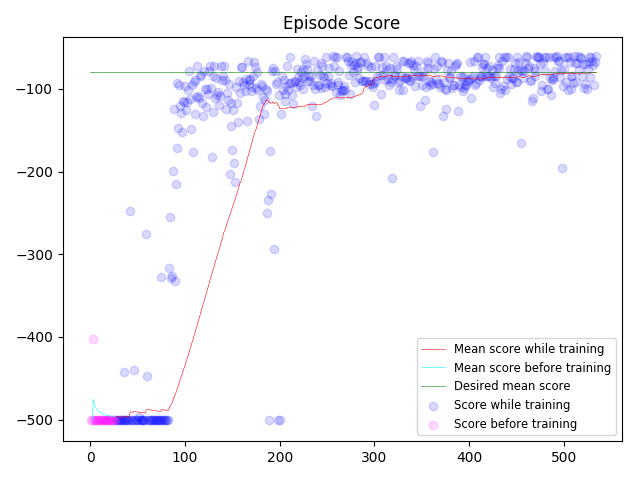 Episode Score
−100
−200
−300
−400
−500
Mean score while training
Mean score before training
Desired mean score
Score while training
Score before training
0
100
200
300
400
500